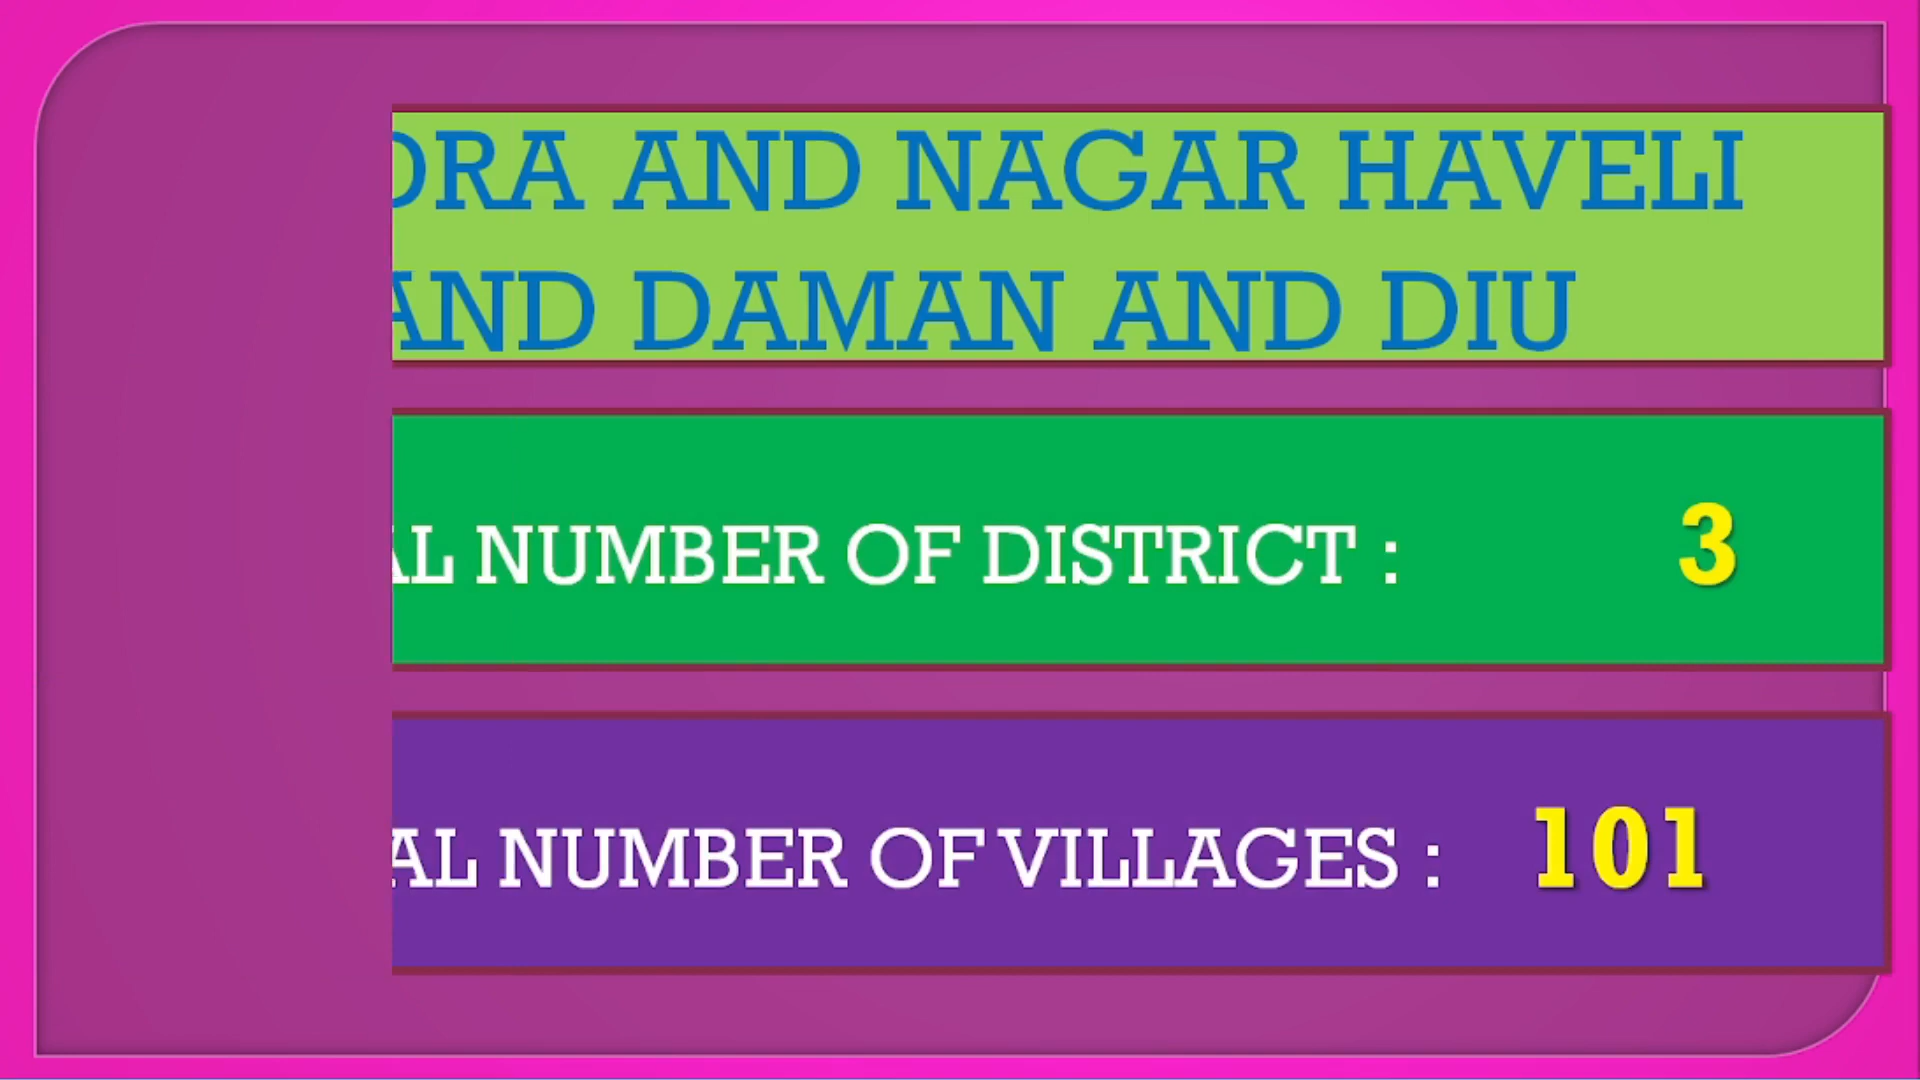 DRA AND NAGAR HAVELI
AND DAMAN AND DIU
AL NUMBER OF DISTRICT : 3
AL NUMBER OF VILLAGES : 101